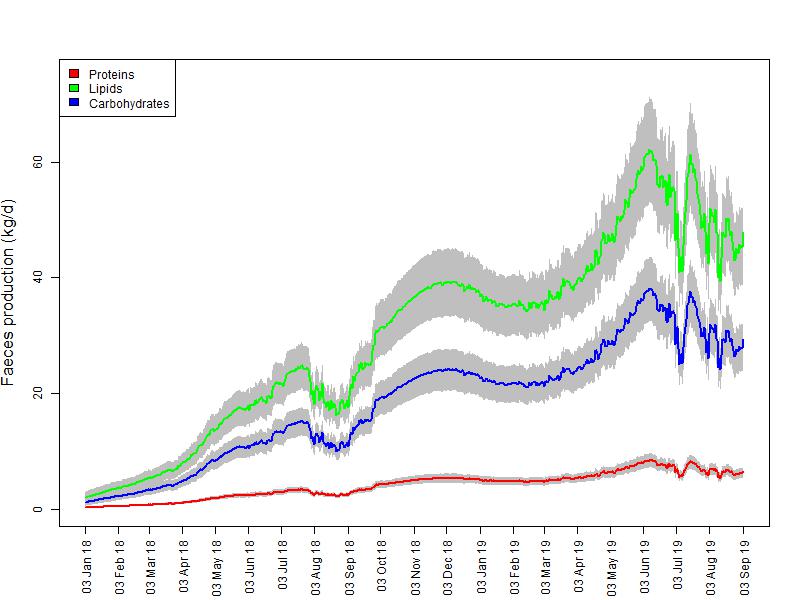 Proteins
Lipids
Carbohydrates
Faeces production (kg/d)
60
40
20
0
03 Jan 18
03 Feb 18
03 Mar 18
03 Apr 18
03 May 18
03 Jun 18
03 Jul 18
03 Aug 18
03 Sep 18
03 Oct 18
03 Nov 18
03 Dec 18
03 Jan 19
03 Feb 19
03 Mar 19
03 Apr 19
03 May 19
03 Jun 19
03 Jul 19
03 Aug 19
03 Sep 19